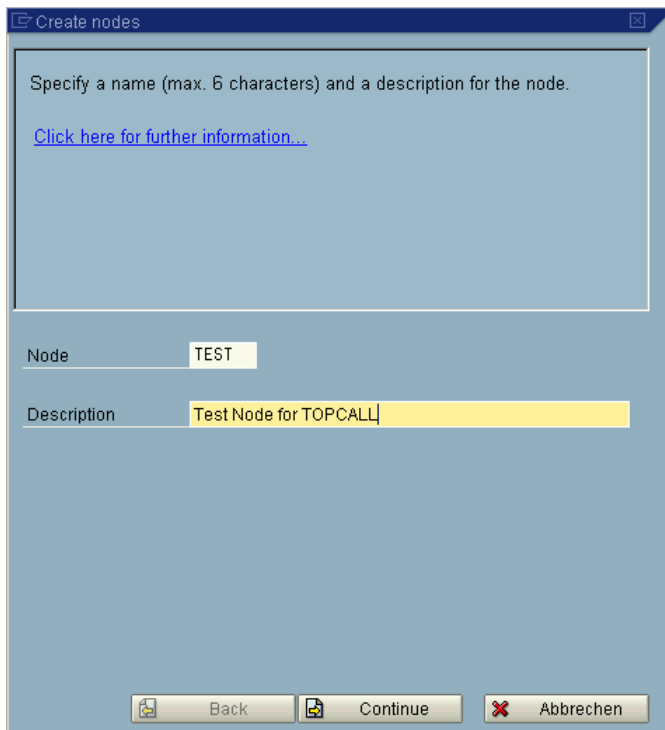 Create nodes
Specify a name (max. 6 characters) and a description for the node.
Click here for further information...
Node TEST
Description Test Node for TOPCALL
Back Continue Abbrechen